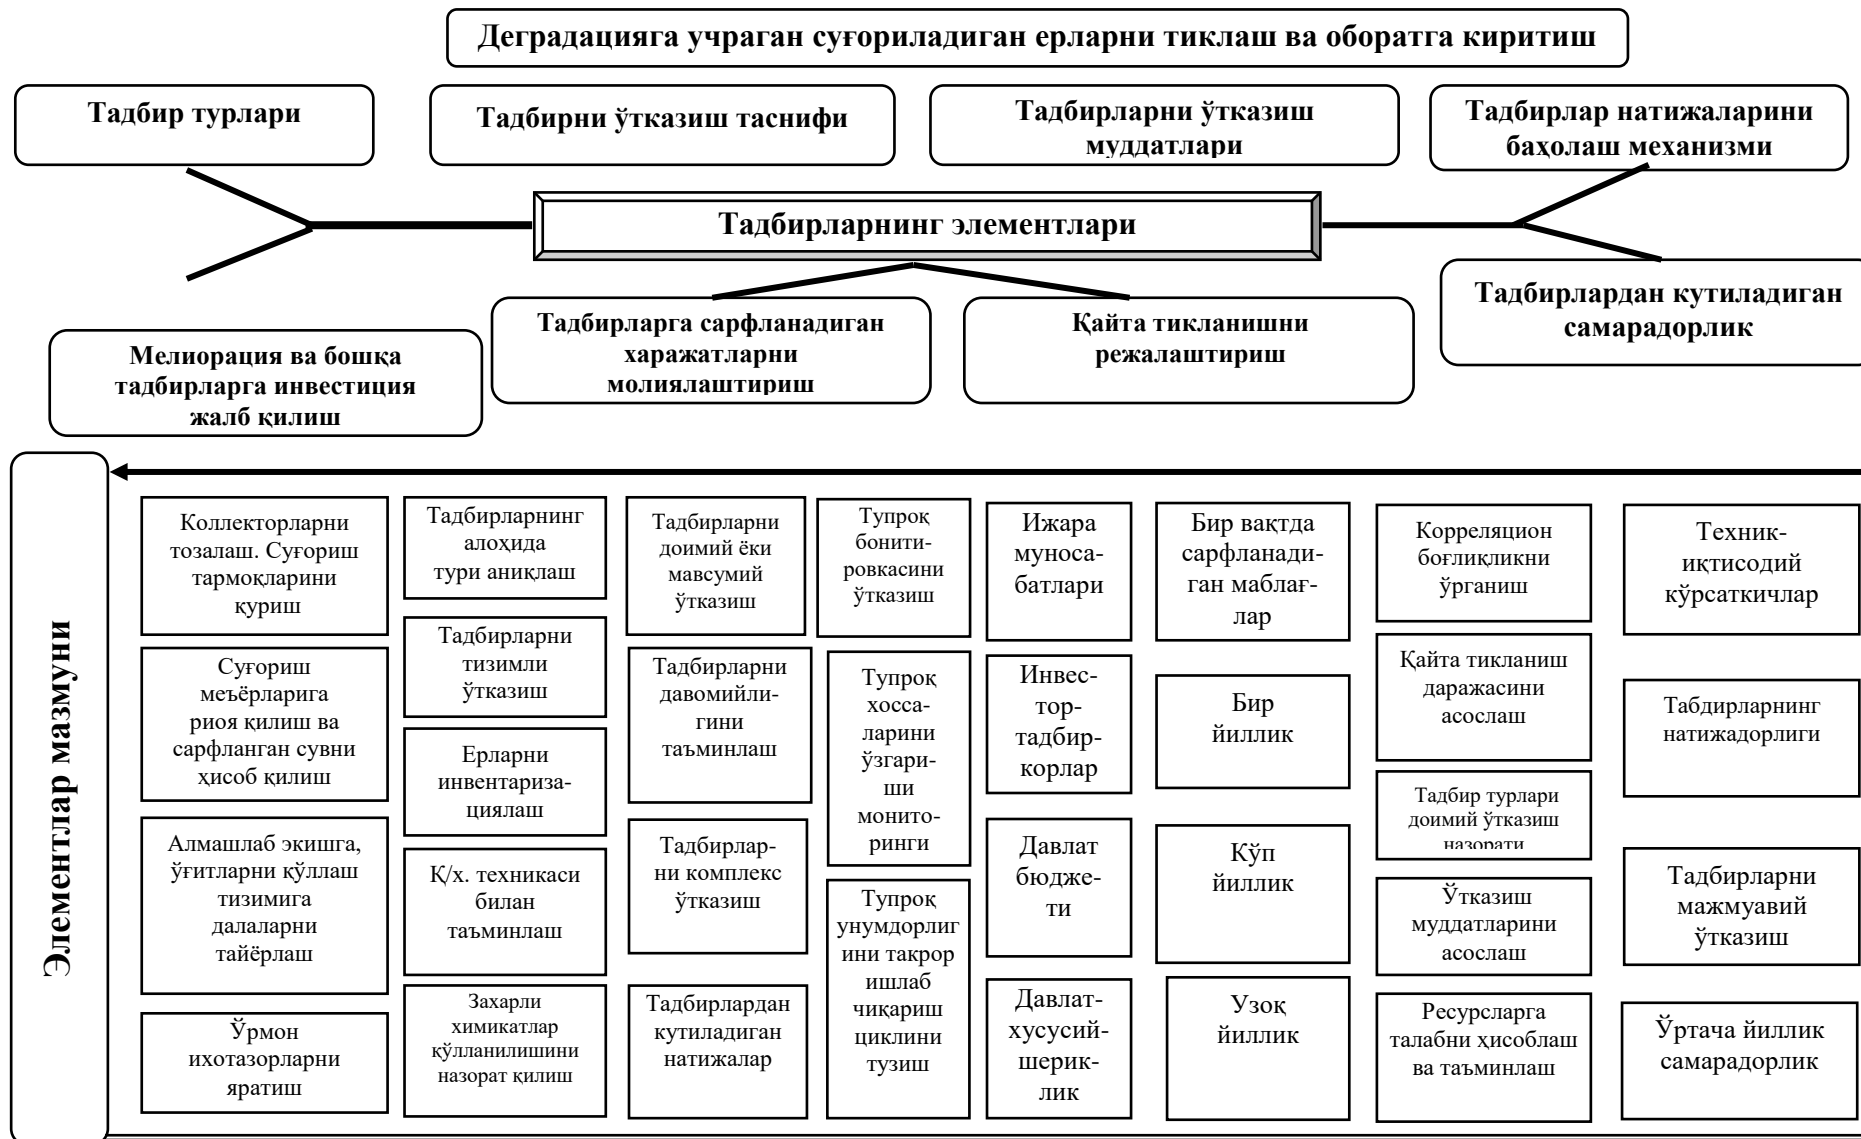 Деградацияга учраган суғориладиган ерларни тиклаш ва оборатга киритиш
Тадбир турлари
Тадбирни ўтказиш таснифи
Тадбирларни ўтказиш
муддатлари
Тадбирлар натижаларини
баҳолаш механизми
Тадбирларнинг элементлари
Мелиорация ва бошқа
тадбирларга инвестиция
жалб қилиш
Тадбирларга сарфланадиган
харажатларни
молиялаштириш
Қайта тикланишни
режалаштириш
Тадбирлардан кутиладиган
самарадорлик
Элементлар мазмуни
Коллекторларни
тозалаш. Суғориш
тармоқларини
қуриш
Суғориш
меъёрларига
риоя қилиш ва
сарфланган сувни
ҳисоб қилиш
Алмашлаб экишга,
ўғитларни қўллаш
тизимига
далаларни
тайёрлаш
Ўрмон
ихотазорларни
яратиш
Тадбирларнинг
алоҳида
тури аниқлаш
Тадбирларни
тизимли
ўтказиш
Ерларни
инвентариза-
циялаш
Қ/х. техникаси
билан
таъминлаш
Захарли
химикатлар
қўлланилишини
назорат қилиш
Тадбирларни
доимий ёки
мавсумий
ўтказиш
Тадбирларни
давомийли-
гини
таъминлаш
Тадбирлар-
ни комплекс
ўтказиш
Тадбирлардан
кутиладиган
натижалар
Тупроқ
бонити-
ровкасини
ўтказиш
Тупроқ
хосса-
ларини
ўзгари-
ши
монито-
ринги
Тупроқ
унумдорлиг
ини такрор
ишлаб
чиқариш
циклини
тузиш
Ижара
муноса-
батлари
Инвес-
тор-
тадбир-
корлар
Давлат
бюдже-
ти
Давлат-
хусусий-
шерик-
лик
Бир вақтда
сарфланади-
ган маблағ-
лар
Бир
йиллик
Кўп
йиллик
Узоқ
йиллик
Корреляцион
боғлиқликни
ўрганиш
Қайта тикланиш
даражасини
асослаш
Тадбир турлари
доимий ўтказиш
назорати
Ўтказиш
муддатларини
асослаш
Ресурсларга
талабни ҳисоблаш
ва таъминлаш
Техник-
иқтисодий
кўрсаткичлар
Табдирларнинг
натижадорлиги
Тадбирларни
мажмуавий
ўтказиш
Ўртача йиллик
самарадорлик